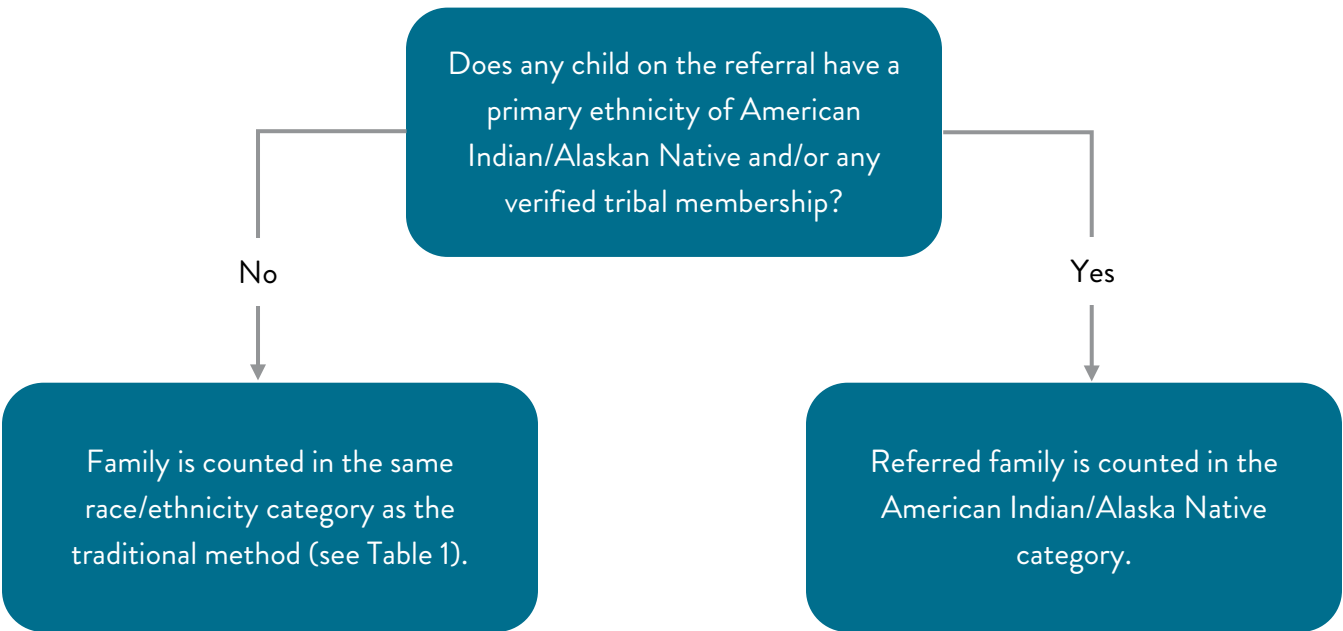 Does any child on the referral have a
primary ethnicity of American
Indian/Alaskan Native and/or any
verified tribal membership?
No
Yes
Family is counted in the same
race/ethnicity category as the
traditional method (see Table 1).
Referred family is counted in the
American Indian/Alaska Native
category.